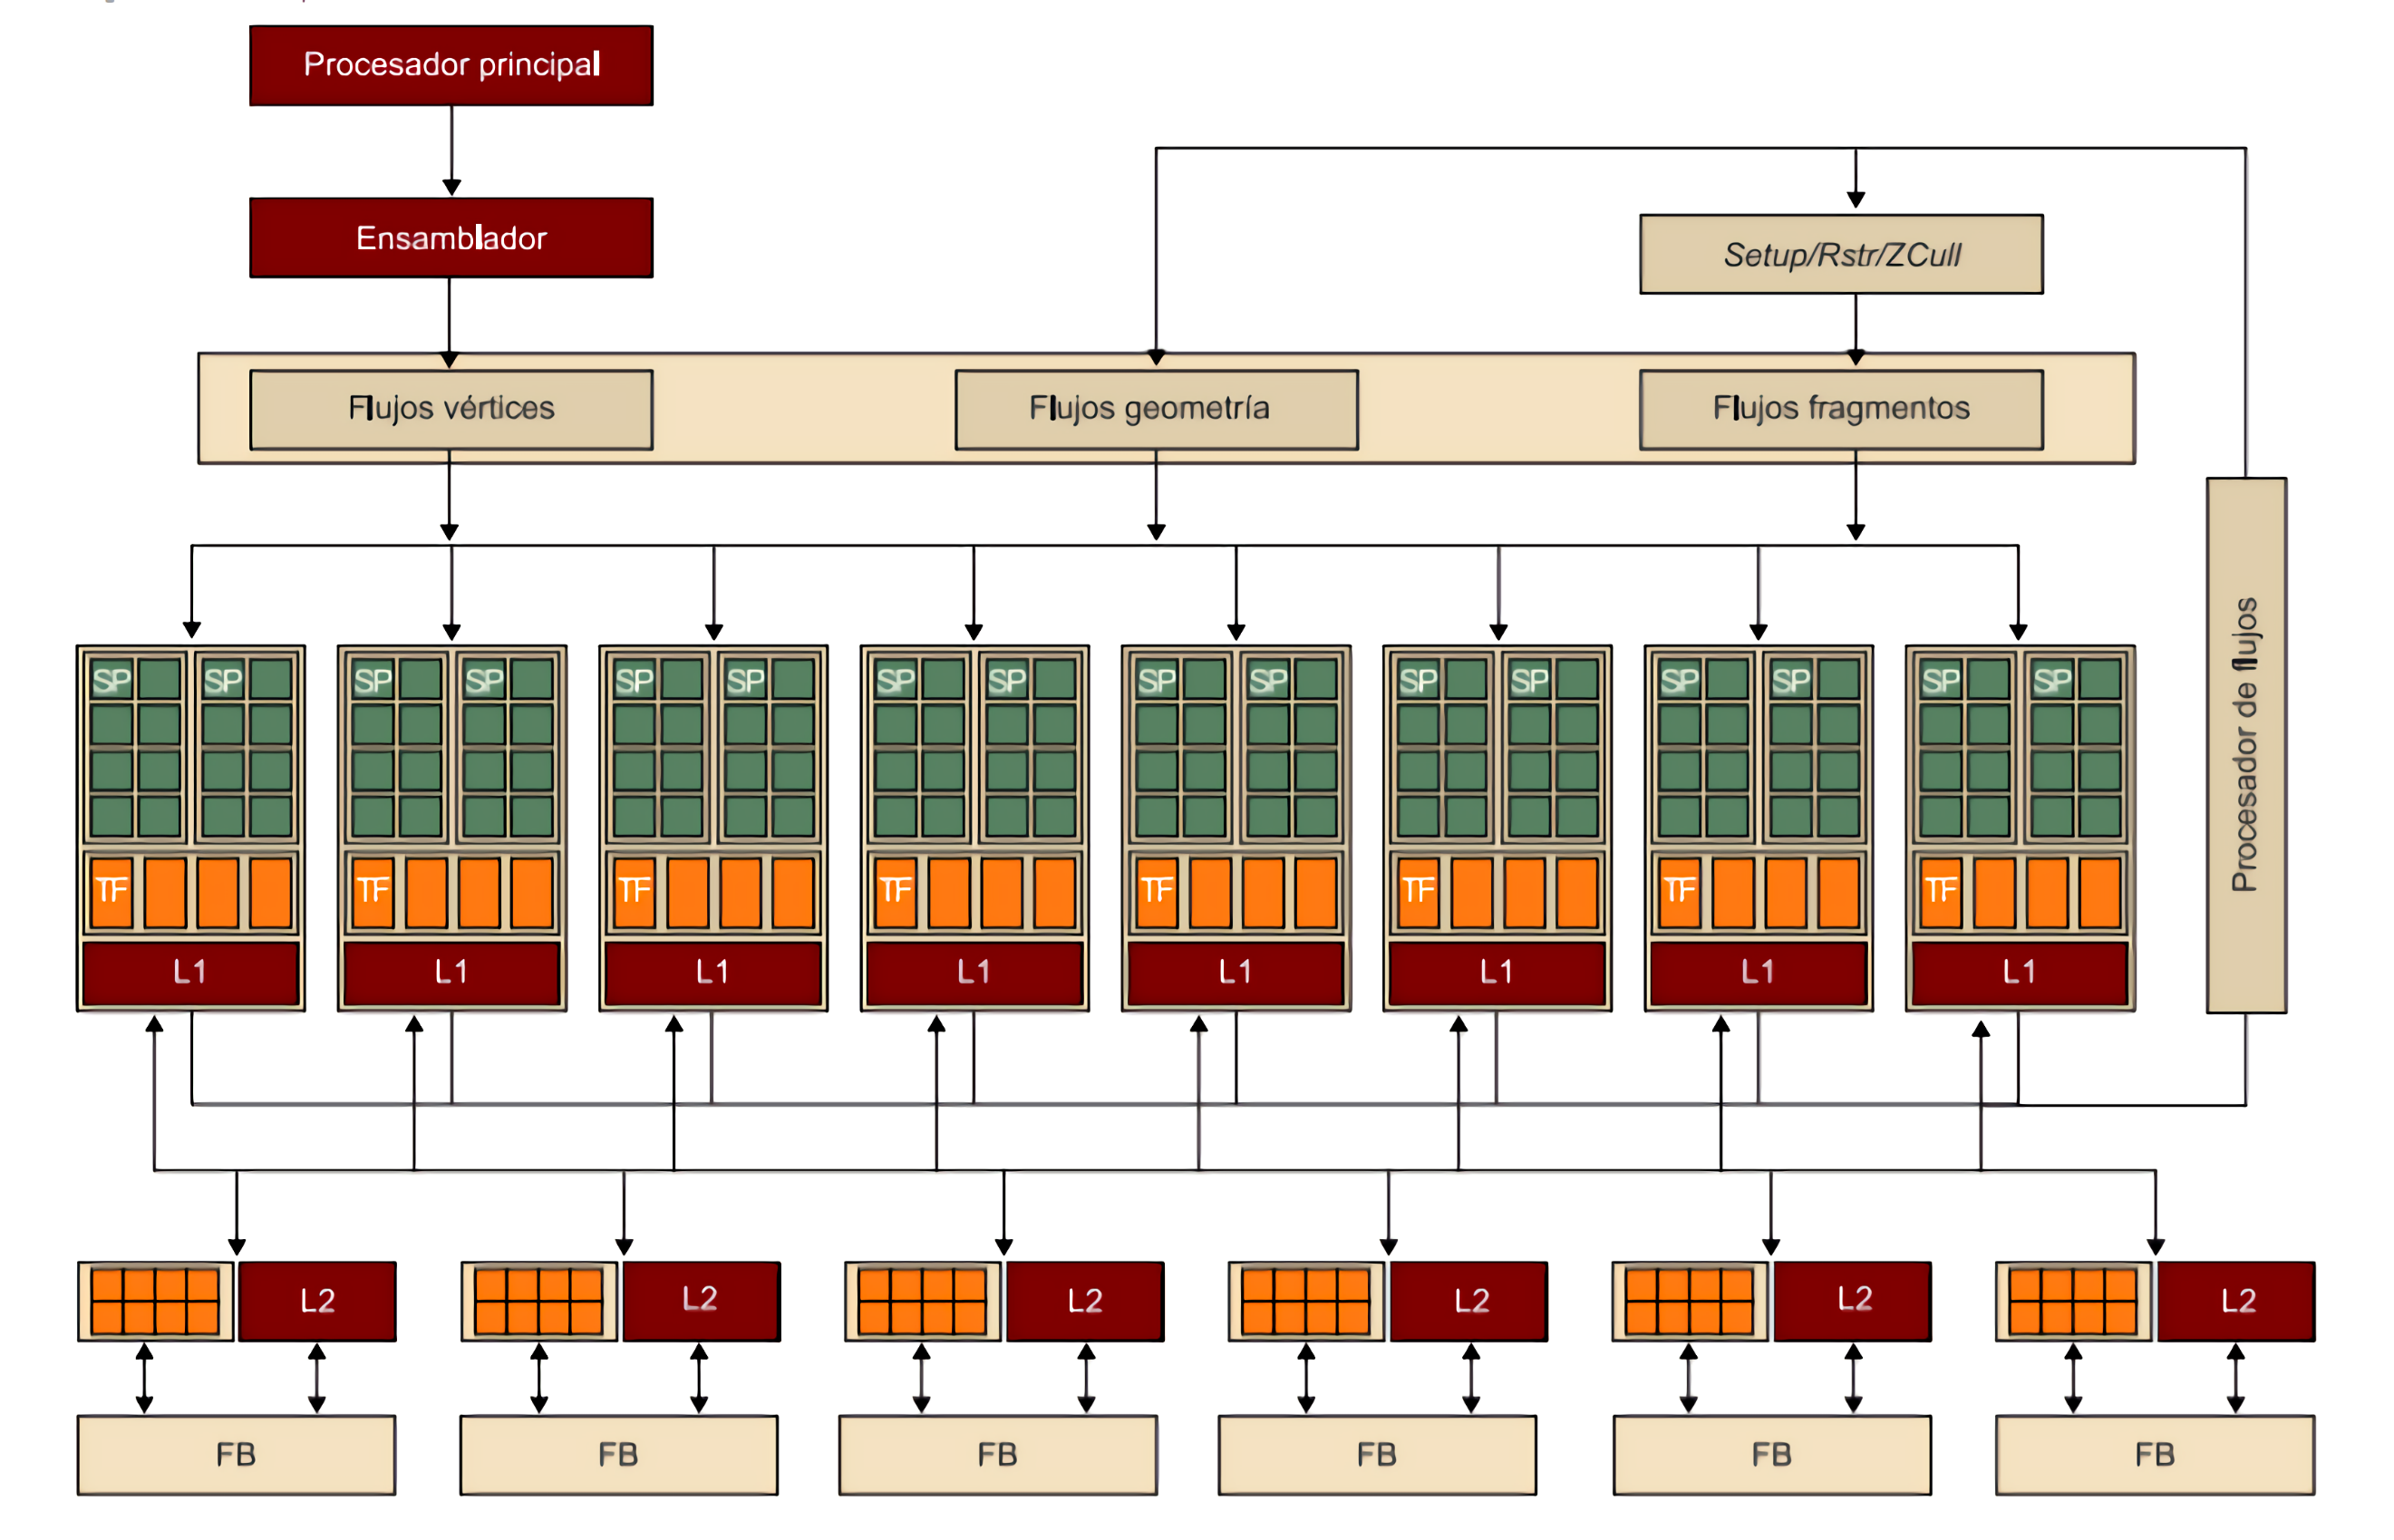 Procesador principal
Ensamblador
Setup/Rstr/ZCull
Flujos vértices
Flujos geometría
Flujos fragmentos
Procesador de flujos
SP SP SP SP SP SP SP SP SP SP SP SP SP SP SP SP
TF TF TF TF TF TF TF TF
L1 L1 L1 L1 L1 L1 L1 L1
L2 L2 L2 L2 L2 L2
FB FB FB FB FB FB